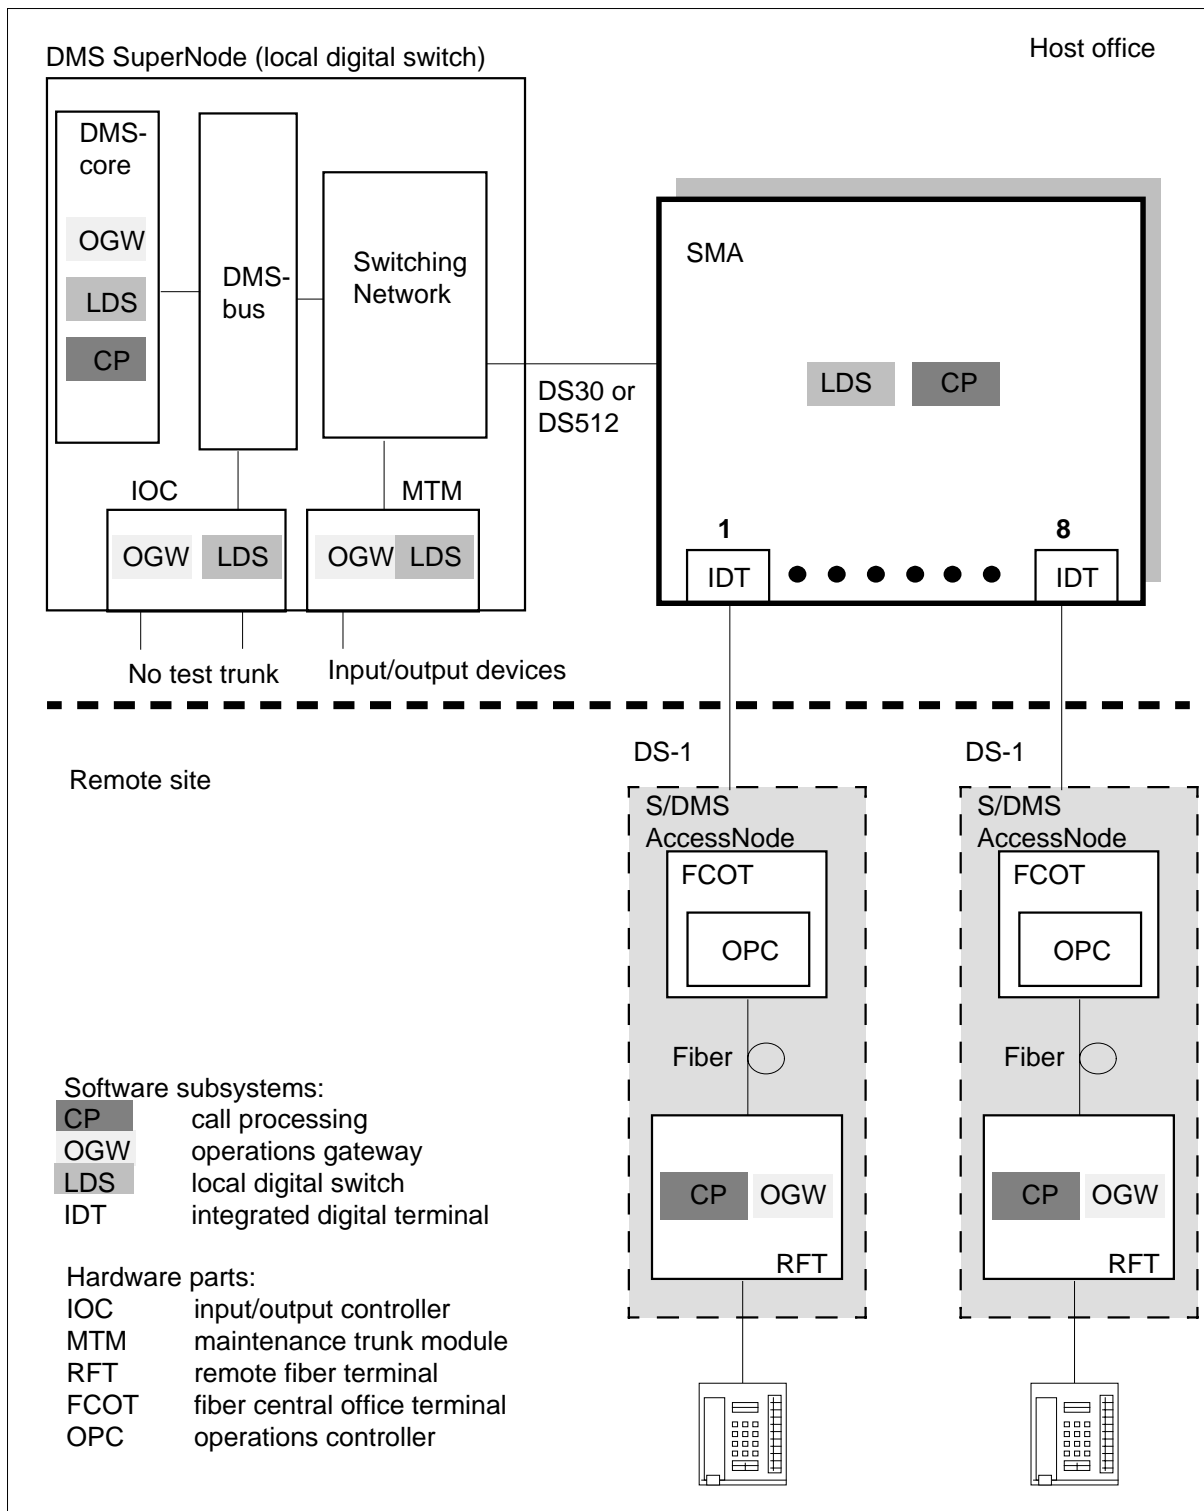 DMS SuperNode (local digital switch)
Host office
DMS-
core
OGW
LDS
CP
DMS-
bus
Switching
Network
SMA
LDS CP
DS30 or
DS512
IOC
MTM
OGW LDS
OGW LDS
1
8
IDT
IDT
No test trunk
Input/output devices
DS-1
DS-1
Remote site
S/DMS
AccessNode
FCOT
OPC
Fiber
CP OGW
RFT
S/DMS
AccessNode
FCOT
OPC
Fiber
CP OGW
RFT
Software subsystems:
CP call processing
OGW operations gateway
LDS local digital switch
IDT integrated digital terminal
Hardware parts:
IOC input/output controller
MTM maintenance trunk module
RFT remote fiber terminal
FCOT fiber central office terminal
OPC operations controller